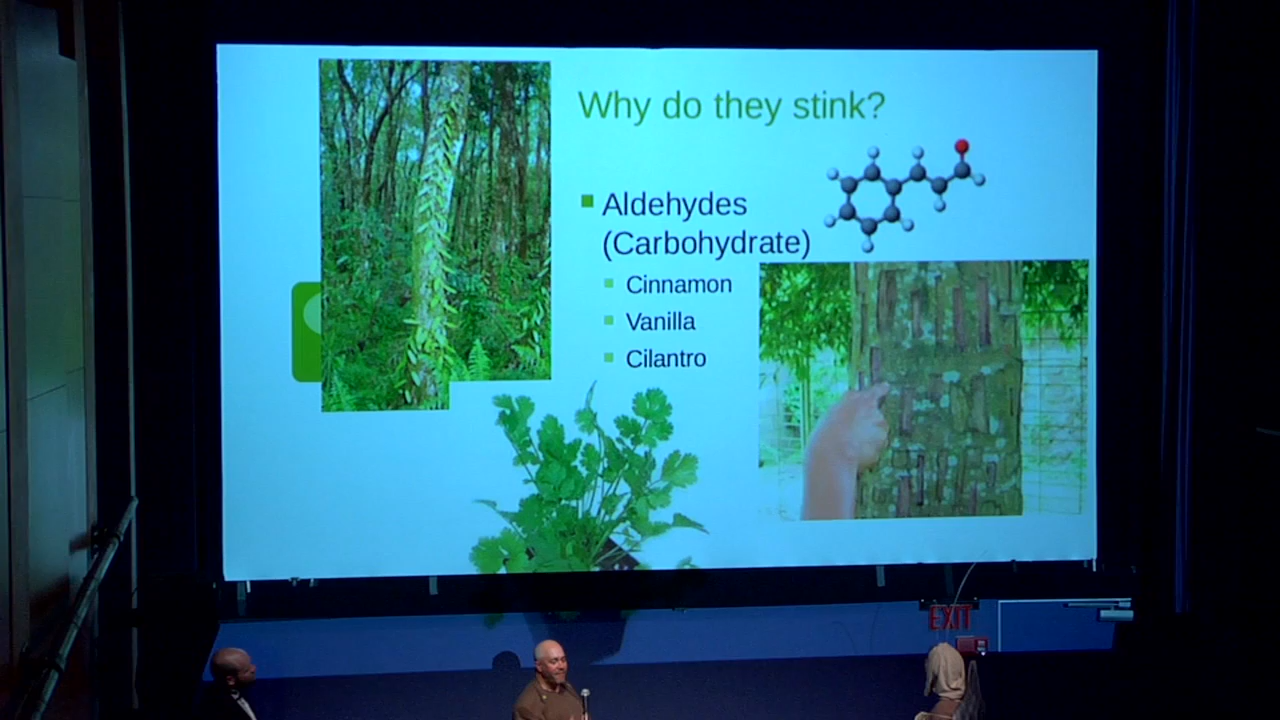 Why do they stink?
Aldehydes
(Carbohydrate)
Cinnamon
Vanilla
Cilantro
EXIT